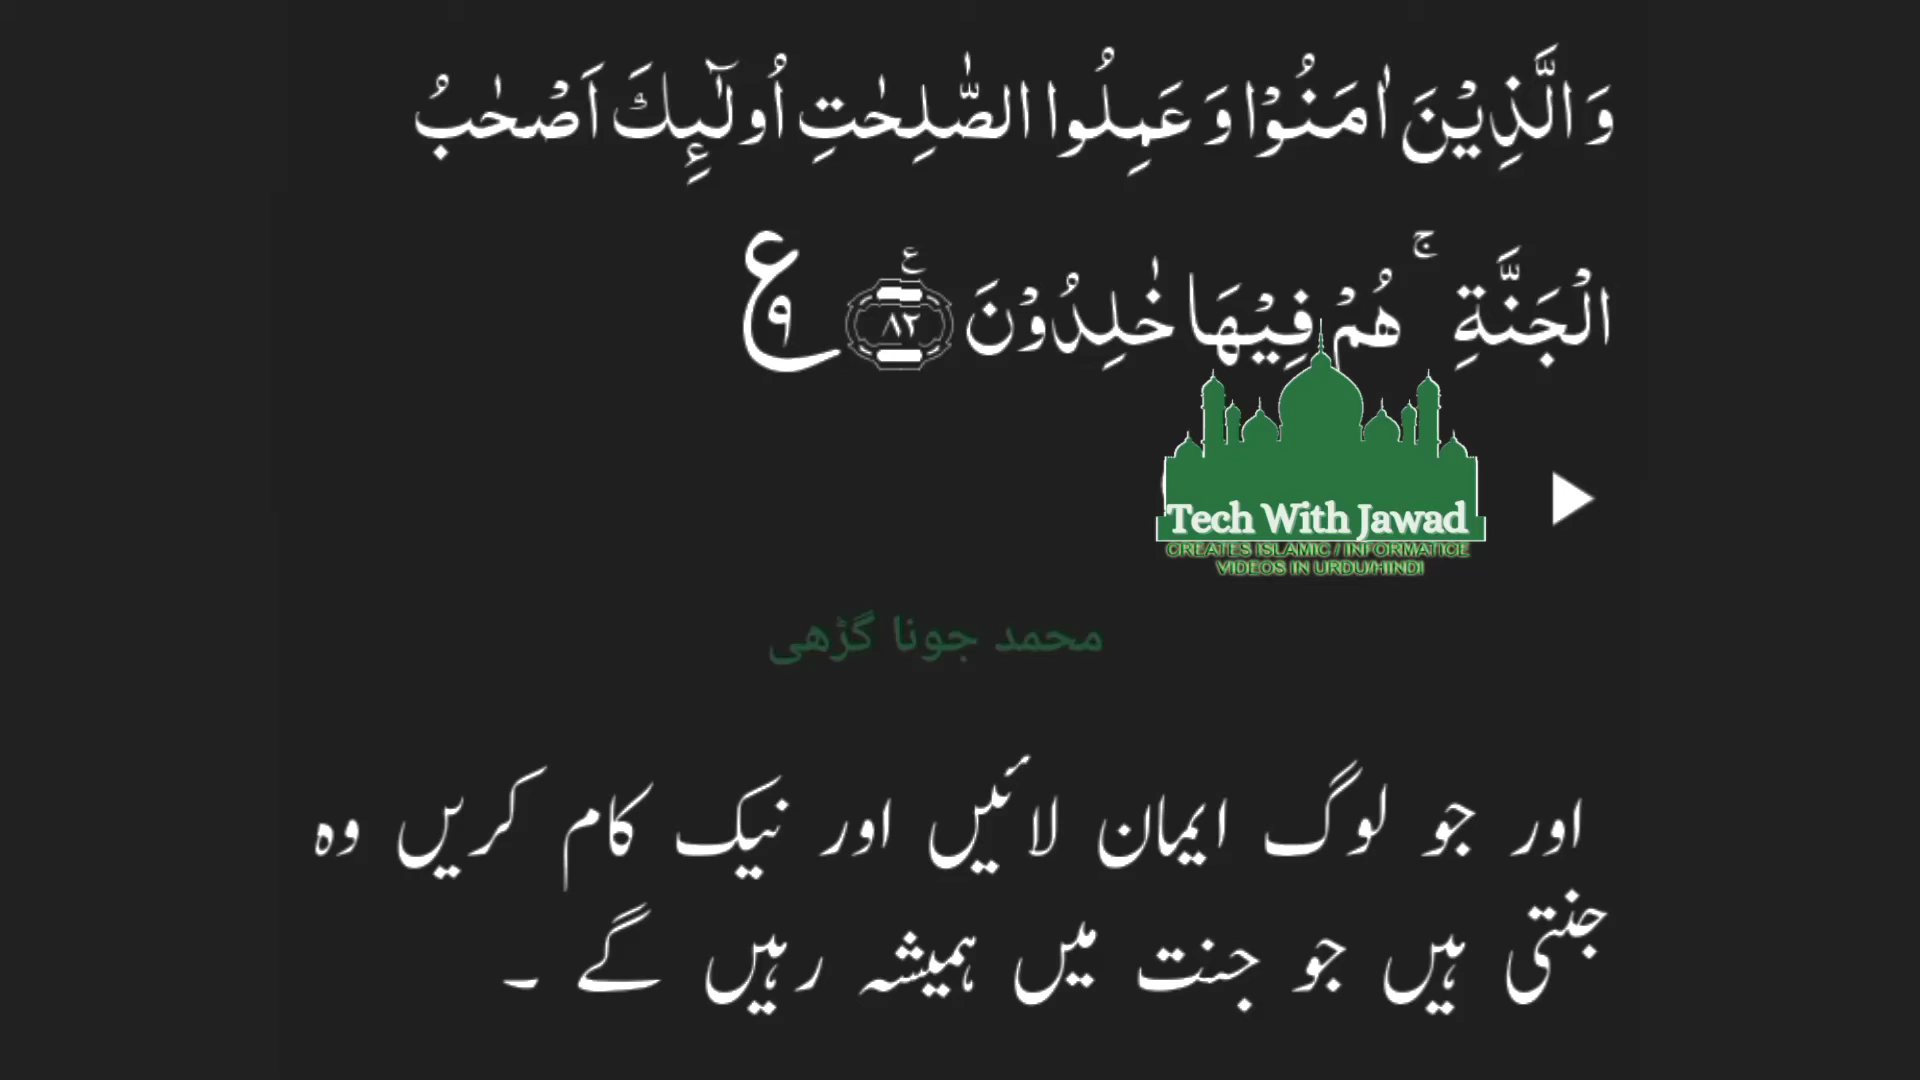 وَالَّذِيْنَ اٰمَنُوْا وَ عَمِلُوا الصّٰلِحٰتِ اُولٰٓئِكَ اَصْحٰبُ
الْجَنَّةِ ۚ هُمْ فِيْهَا خٰلِدُوْنَ ﴿۸۲﴾ ع ۹
Tech With Jawad
CREATES ISLAMIC / INFORMATICE
VIDEOS IN URDU/HINDI
محمد جونا گڑھی
اور جو لوگ ایمان لائیں اور نیک کام کریں وہ
جنتی ہیں جو جنت میں ہمیشہ رہیں گے ۔